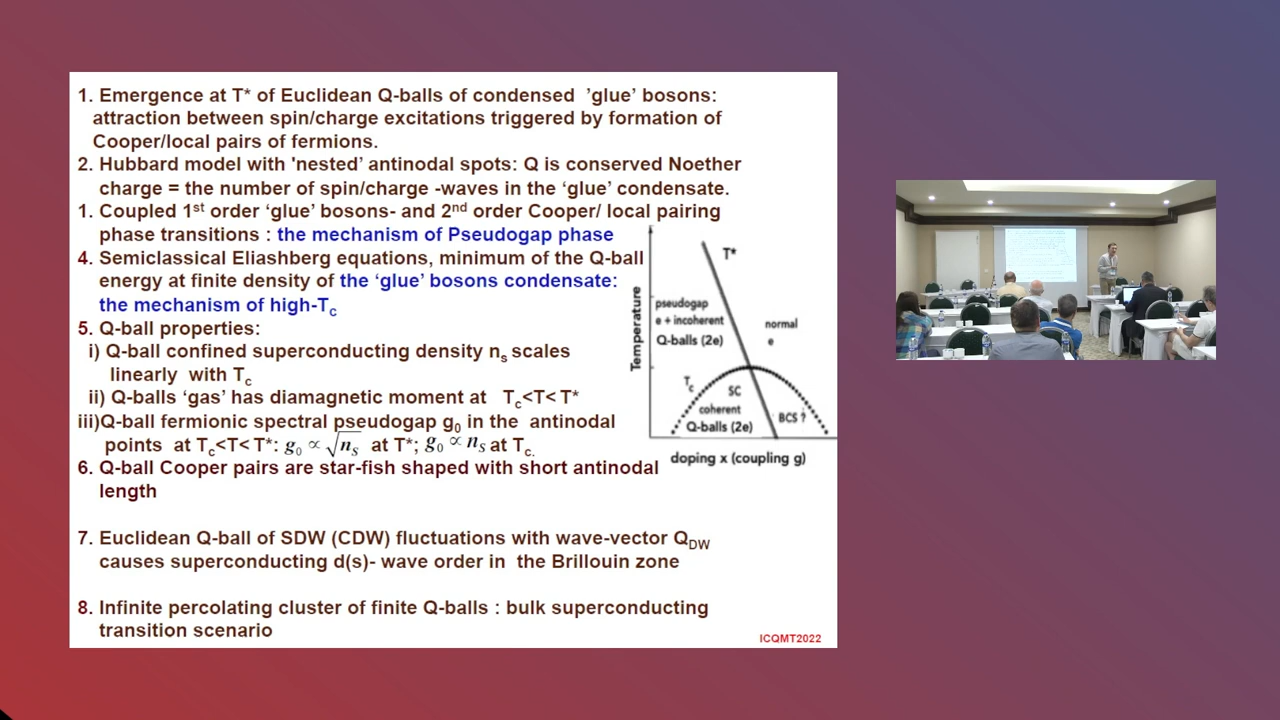 1. Emergence at T* of Euclidean Q-balls of condensed ’glue’ bosons:
attraction between spin/charge excitations triggered by formation of
Cooper/local pairs of fermions.
2. Hubbard model with 'nested’ antinodal spots: Q is conserved Noether
charge = the number of spin/charge -waves in the ‘glue’ condensate.
1. Coupled 1st order ‘glue’ bosons- and 2nd order Cooper/ local pairing
phase transitions : the mechanism of Pseudogap phase
4. Semiclassical Eliashberg equations, minimum of the Q-ball
energy at finite density of the ‘glue’ bosons condensate:
the mechanism of high-Tc
5. Q-ball properties:
i) Q-ball confined superconducting density ns scales
linearly with Tc
ii) Q-balls ‘gas’ has diamagnetic moment at Tc<T< T*
iii)Q-ball fermionic spectral pseudogap g0 in the antinodal
points at Tc<T< T*: g0 ∝ √ns at T*; g0 ∝ nS at Tc.
6. Q-ball Cooper pairs are star-fish shaped with short antinodal
length
7. Euclidean Q-ball of SDW (CDW) fluctuations with wave-vector QDW
causes superconducting d(s)- wave order in the Brillouin zone
8. Infinite percolating cluster of finite Q-balls : bulk superconducting
transition scenario
Temperature
T*
pseudogap
e + incoherent
Q-balls (2e)
normal
e
Tc
SC
coherent
Q-balls (2e)
BCS ?
doping x (coupling g)
ICQMT2022